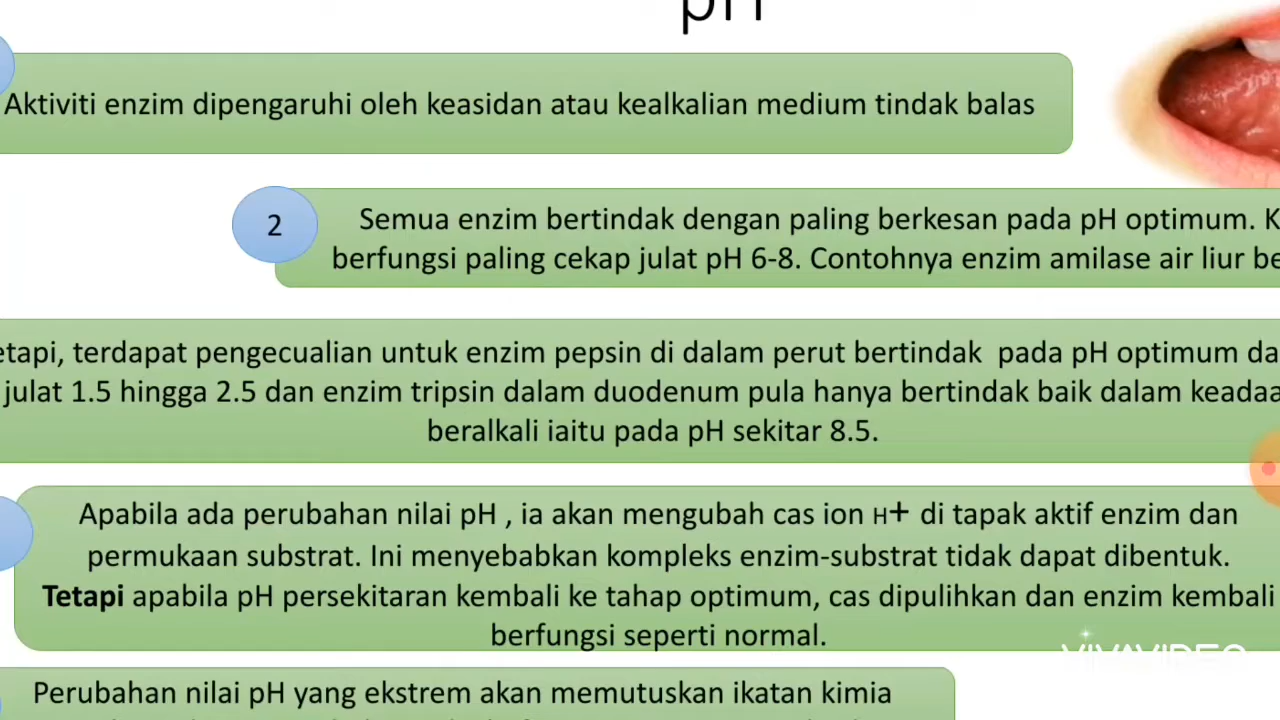 pH
Aktiviti enzim dipengaruhi oleh keasidan atau kealkalian medium tindak balas
2
Semua enzim bertindak dengan paling berkesan pada pH optimum. K
berfungsi paling cekap julat pH 6-8. Contohnya enzim amilase air liur be
etapi, terdapat pengecualian untuk enzim pepsin di dalam perut bertindak pada pH optimum da
julat 1.5 hingga 2.5 dan enzim tripsin dalam duodenum pula hanya bertindak baik dalam keadaa
beralkali iaitu pada pH sekitar 8.5.
Apabila ada perubahan nilai pH , ia akan mengubah cas ion H+ di tapak aktif enzim dan
permukaan substrat. Ini menyebabkan kompleks enzim-substrat tidak dapat dibentuk.
Tetapi apabila pH persekitaran kembali ke tahap optimum, cas dipulihkan dan enzim kembali
berfungsi seperti normal.
VIVAVIDEO
Perubahan nilai pH yang ekstrem akan memutuskan ikatan kimia